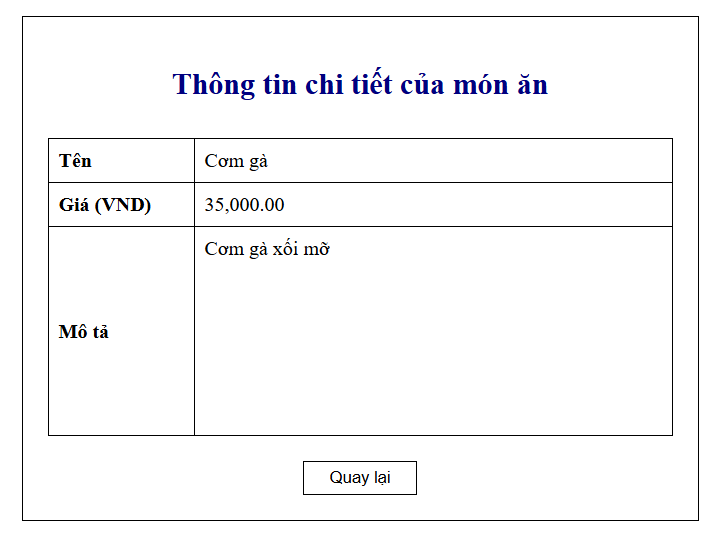 Thông tin chi tiết của món ăn
Tên Cơm gà
Giá (VND) 35,000.00
Cơm gà xối mỡ
Mô tả
Quay lại